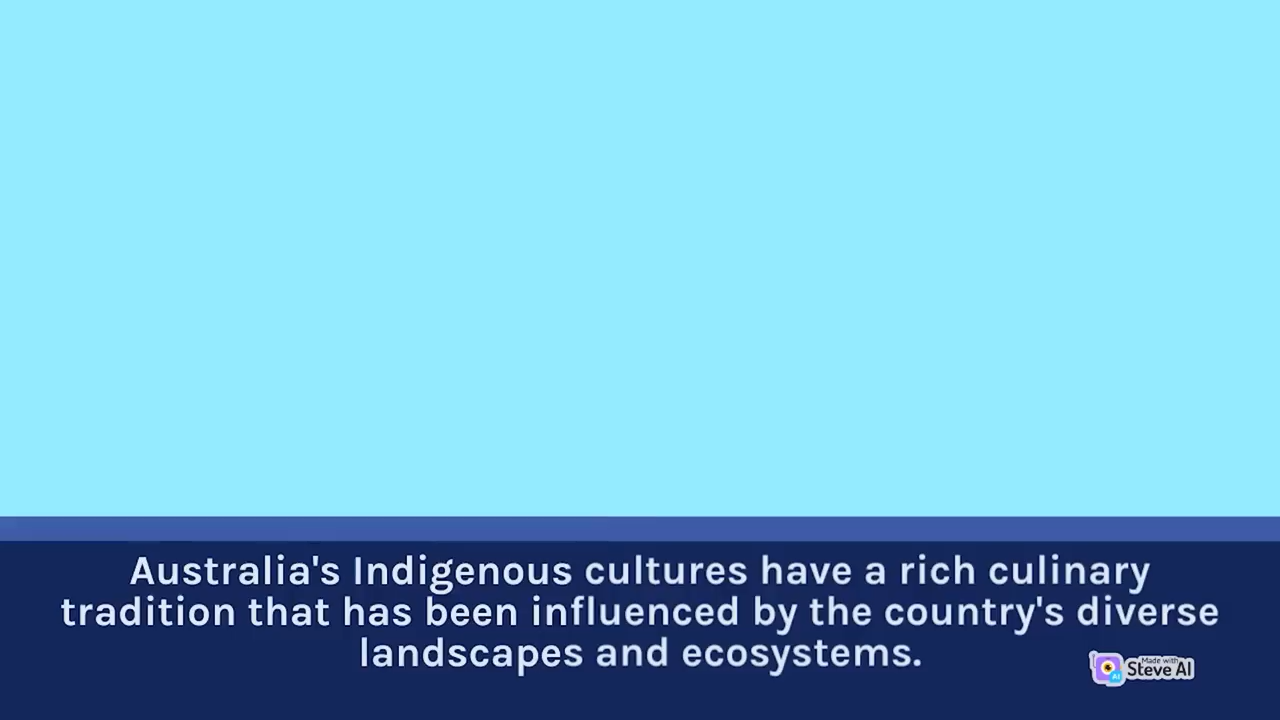 Australia's Indigenous cultures have a rich culinary
tradition that has been influenced by the country's diverse
landscapes and ecosystems.
Made with
Steve AI
AI